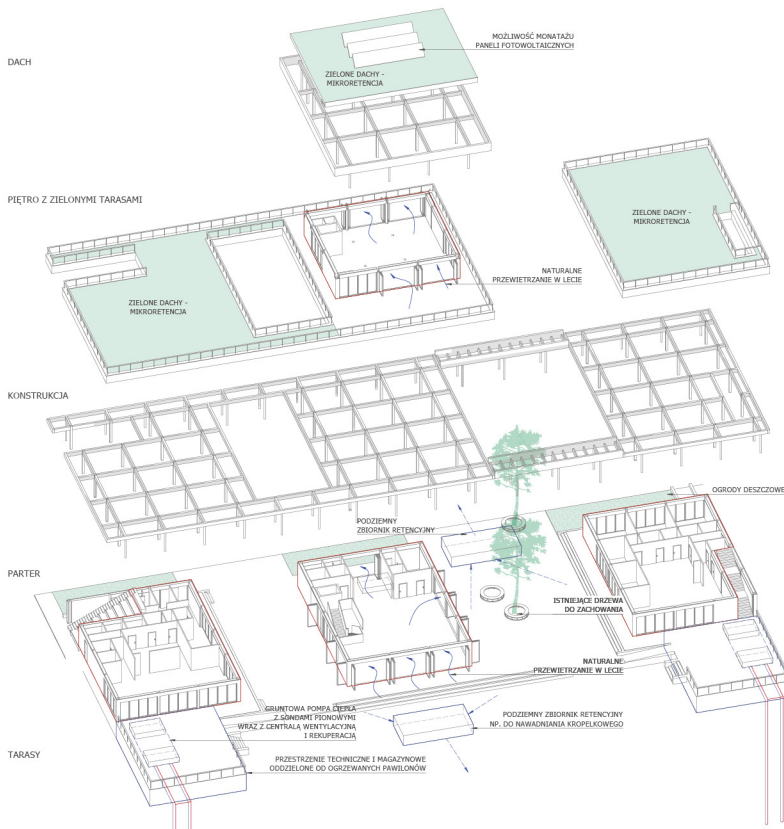 DACH
MOŻLIWOŚĆ MONATAŻU
PANELI FOTOWOLTAICZNYCH
ZIELONE DACHY -
MIKRORETENCJA
PIĘTRO Z ZIELONYMI TARASAMI
ZIELONE DACHY -
MIKRORETENCJA
NATURALNE
PRZEWIETRZANIE W LECIE
ZIELONE DACHY -
MIKRORETENCJA
KONSTRUKCJA
OGRODY DESZCZOWE
PODZIEMNY
ZBIORNIK RETENCYJNY
PARTER
ISTNIEJĄCE DRZEWA
DO ZACHOWANIA
NATURALNE
PRZEWIETRZANIE W LECIE
GRUNTOWA POMPA CIEPŁA
Z SONDAMI PIONOWYMI
WRAZ Z CENTRALĄ WENTYLACYJNĄ
I REKUPERACJĄ
PODZIEMNY ZBIORNIK RETENCYJNY
NP. DO NAWADNIANIA KROPELKOWEGO
TARASY
PRZESTRZENIE TECHNICZNE I MAGAZYNOWE
ODDZIELONE OD OGRZEWANYCH PAWILONÓW